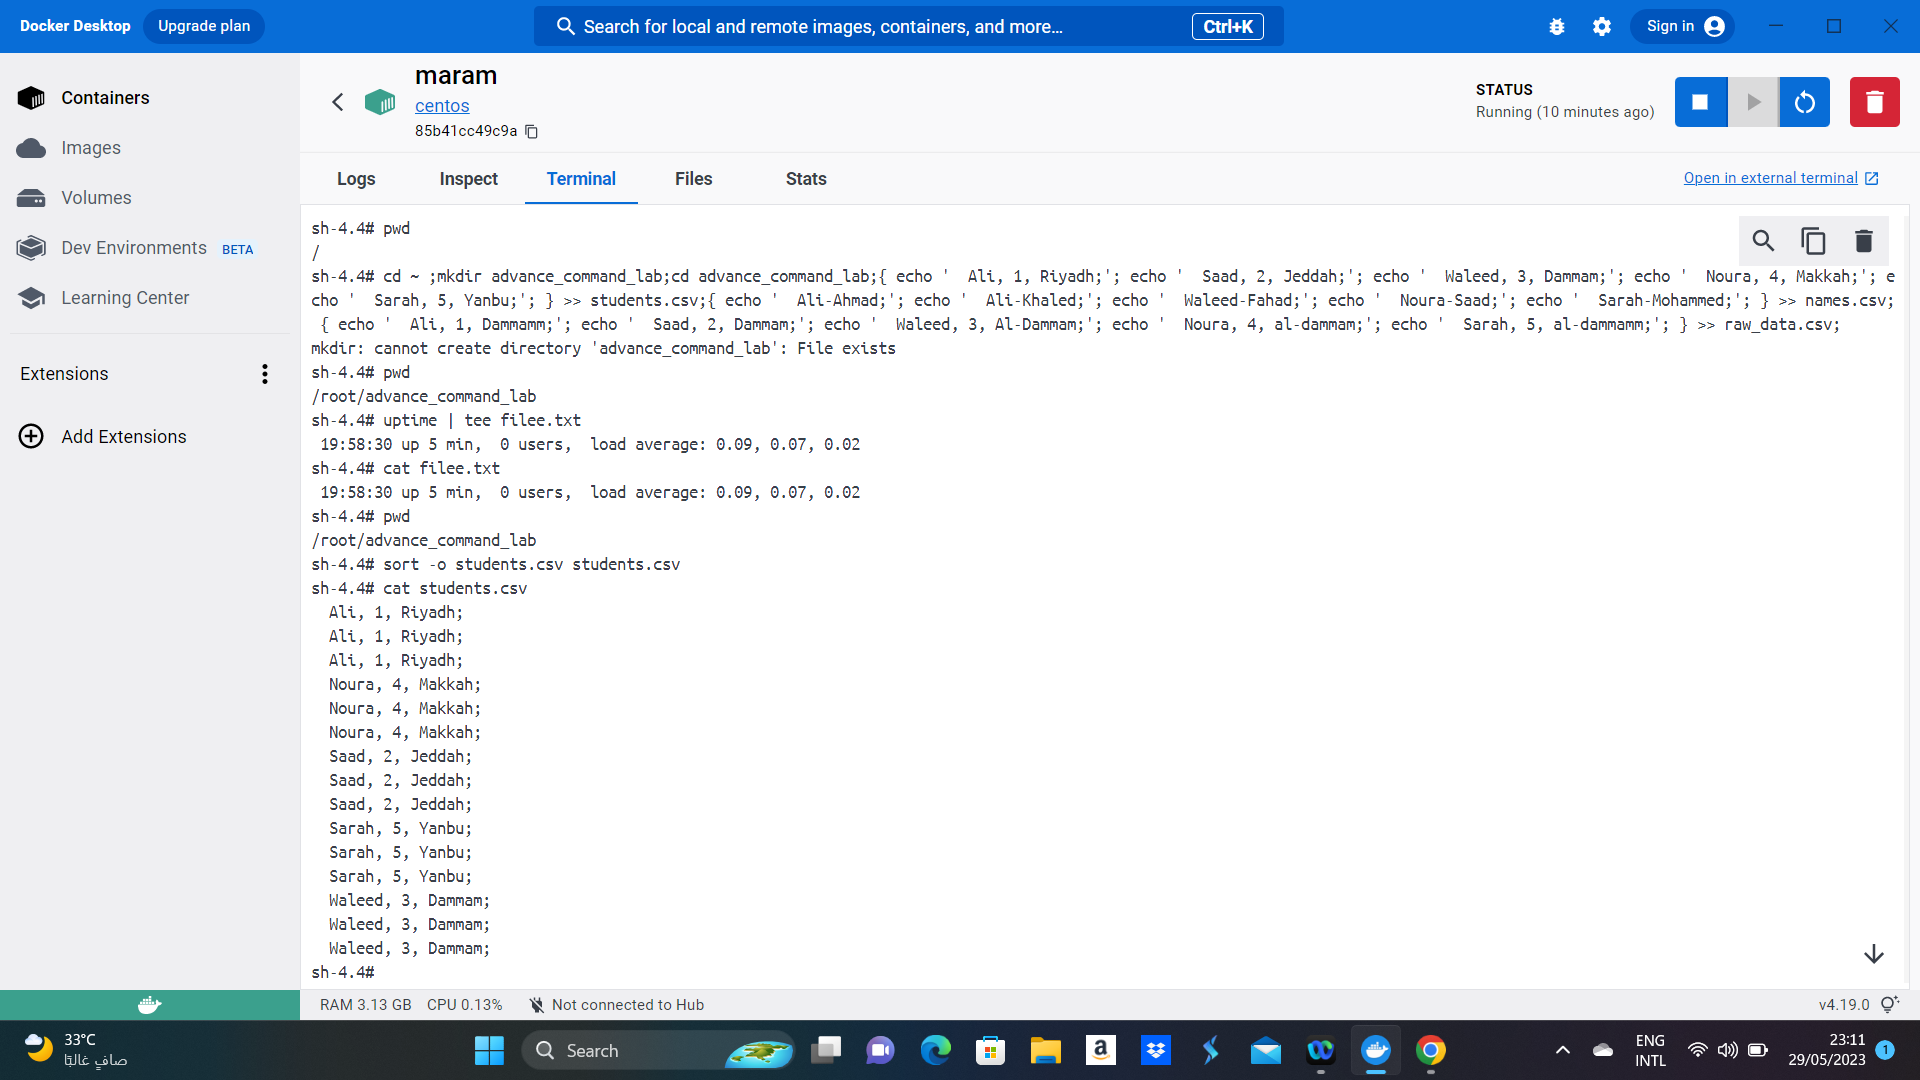 Docker Desktop Upgrade plan Search for local and remote images, containers, and more... Ctrl+K Sign in
Containers
Images
Volumes
Dev Environments BETA
Learning Center
Extensions
Add Extensions
maram
centos
85b41cc49c9a
STATUS
Running (10 minutes ago)
Logs Inspect Terminal Files Stats Open in external terminal
sh-4.4# pwd
/
sh-4.4# cd ~ ;mkdir advance_command_lab;cd advance_command_lab;{ echo '  Ali, 1, Riyadh;'; echo '  Saad, 2, Jeddah;'; echo '  Waleed, 3, Dammam;'; echo '  Noura, 4, Makkah;'; e
cho '  Sarah, 5, Yanbu;'; } >> students.csv;{ echo '  Ali-Ahmad;'; echo '  Ali-Khaled;'; echo '  Waleed-Fahad;'; echo '  Noura-Saad;'; echo '  Sarah-Mohammed;'; } >> names.csv;
 { echo '  Ali, 1, Dammamm;'; echo '  Saad, 2, Dammam;'; echo '  Waleed, 3, Al-Dammam;'; echo '  Noura, 4, al-dammam;'; echo '  Sarah, 5, al-dammamm;'; } >> raw_data.csv;
mkdir: cannot create directory 'advance_command_lab': File exists
sh-4.4# pwd
/root/advance_command_lab
sh-4.4# uptime | tee filee.txt
 19:58:30 up 5 min,  0 users,  load average: 0.09, 0.07, 0.02
sh-4.4# cat filee.txt
 19:58:30 up 5 min,  0 users,  load average: 0.09, 0.07, 0.02
sh-4.4# pwd
/root/advance_command_lab
sh-4.4# sort -o students.csv students.csv
sh-4.4# cat students.csv
  Ali, 1, Riyadh;
  Ali, 1, Riyadh;
  Ali, 1, Riyadh;
  Noura, 4, Makkah;
  Noura, 4, Makkah;
  Noura, 4, Makkah;
  Saad, 2, Jeddah;
  Saad, 2, Jeddah;
  Saad, 2, Jeddah;
  Sarah, 5, Yanbu;
  Sarah, 5, Yanbu;
  Sarah, 5, Yanbu;
  Waleed, 3, Dammam;
  Waleed, 3, Dammam;
  Waleed, 3, Dammam;
sh-4.4#
RAM 3.13 GB CPU 0.13% Not connected to Hub v4.19.0
33°C
صافٍ غالبًا
Search
a
ENG
INTL
23:11
29/05/2023
1